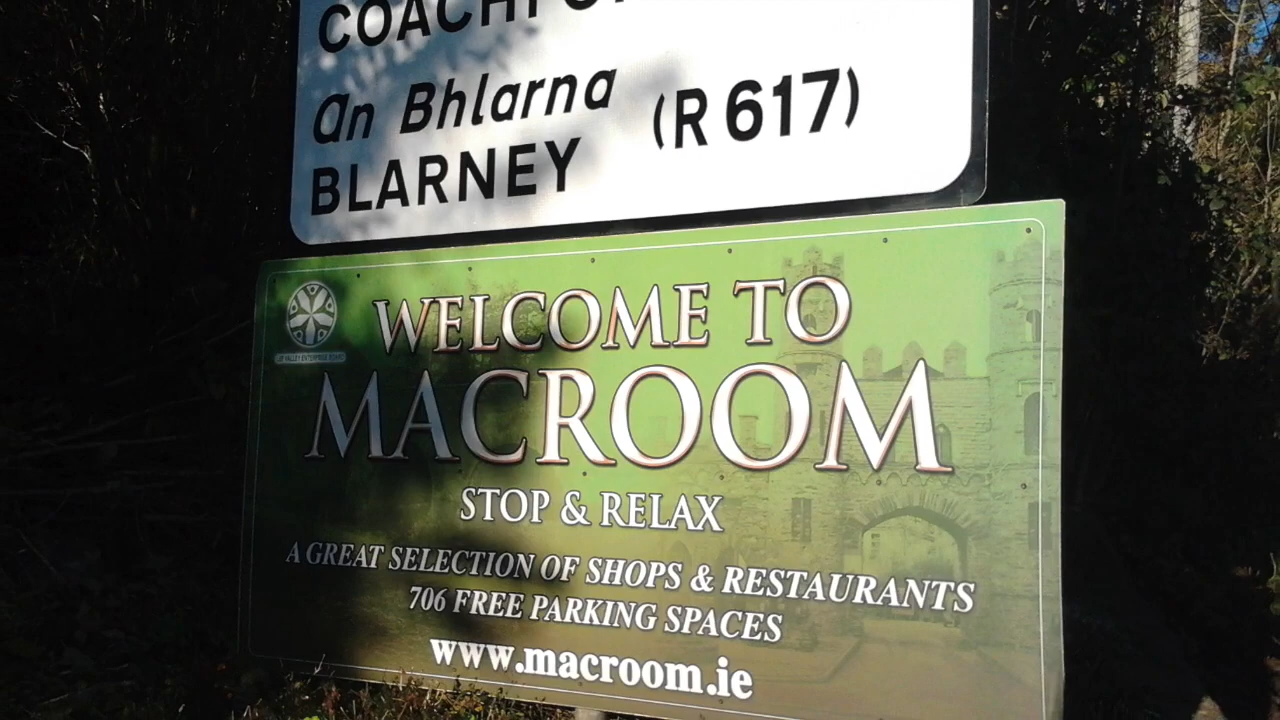 An Bhlarna
BLARNEY (R 617)
WELCOME TO
MACROOM
STOP & RELAX
A GREAT SELECTION OF SHOPS & RESTAURANTS
706 FREE PARKING SPACES
www.macroom.ie